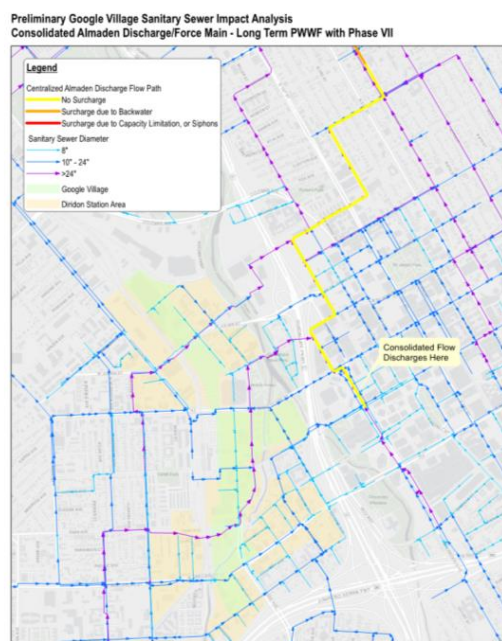 Preliminary Google Village Sanitary Sewer Impact Analysis
Consolidated Almaden Discharge/Force Main - Long Term PWWF with Phase VII
Legend
Centralized Almaden Discharge Flow Path
No Surcharge
Surcharge due to Backwater
Surcharge due to Capacity Limitation, or Siphons
Sanitary Sewer Diameter
8"
10" - 24"
>24"
Google Village
Diridon Station Area
Consolidated Flow
Discharges Here